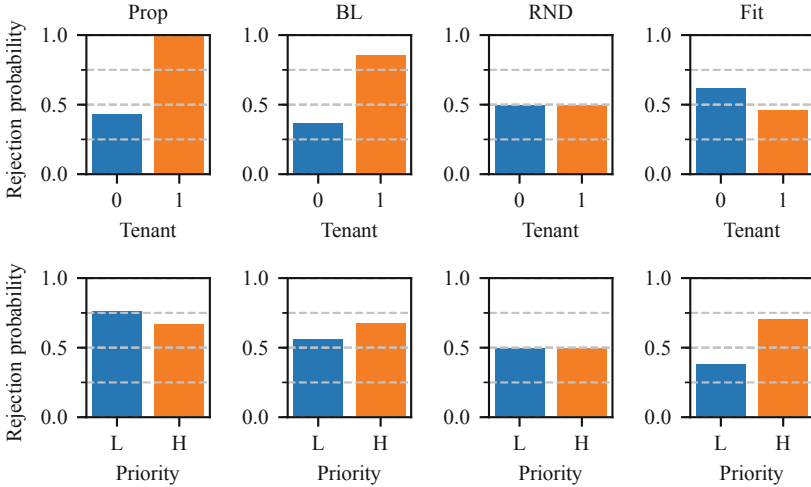 Prop BL RND Fit
Rejection probability
1.0 1.0 1.0 1.0
0.5 0.5 0.5 0.5
0.0 0.0 0.0 0.0
0 1 0 1 0 1 0 1
Tenant Tenant Tenant Tenant
Rejection probability
1.0 1.0 1.0 1.0
0.5 0.5 0.5 0.5
0.0 0.0 0.0 0.0
L H L H L H L H
Priority Priority Priority Priority